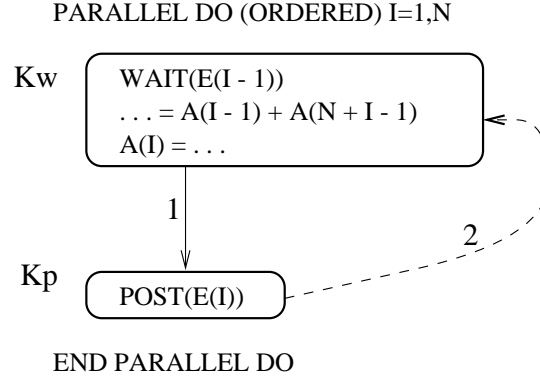 PARALLEL DO (ORDERED) I=1,N
Kw
WAIT(E(I - 1))
. . . = A(I - 1) + A(N + I - 1)
A(I) = . . .
1
2
Kp
POST(E(I))
END PARALLEL DO